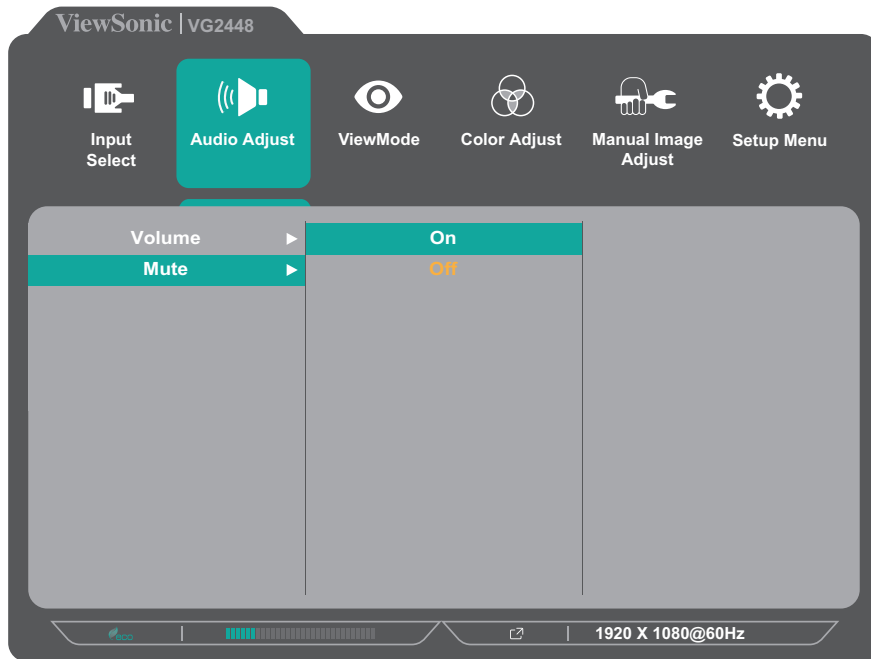 ViewSonic | VG2448
Input Select
Audio Adjust
ViewMode
Color Adjust
Manual Image Adjust
Setup Menu
Volume
On
Mute
Off
eco
1920 X 1080@60Hz